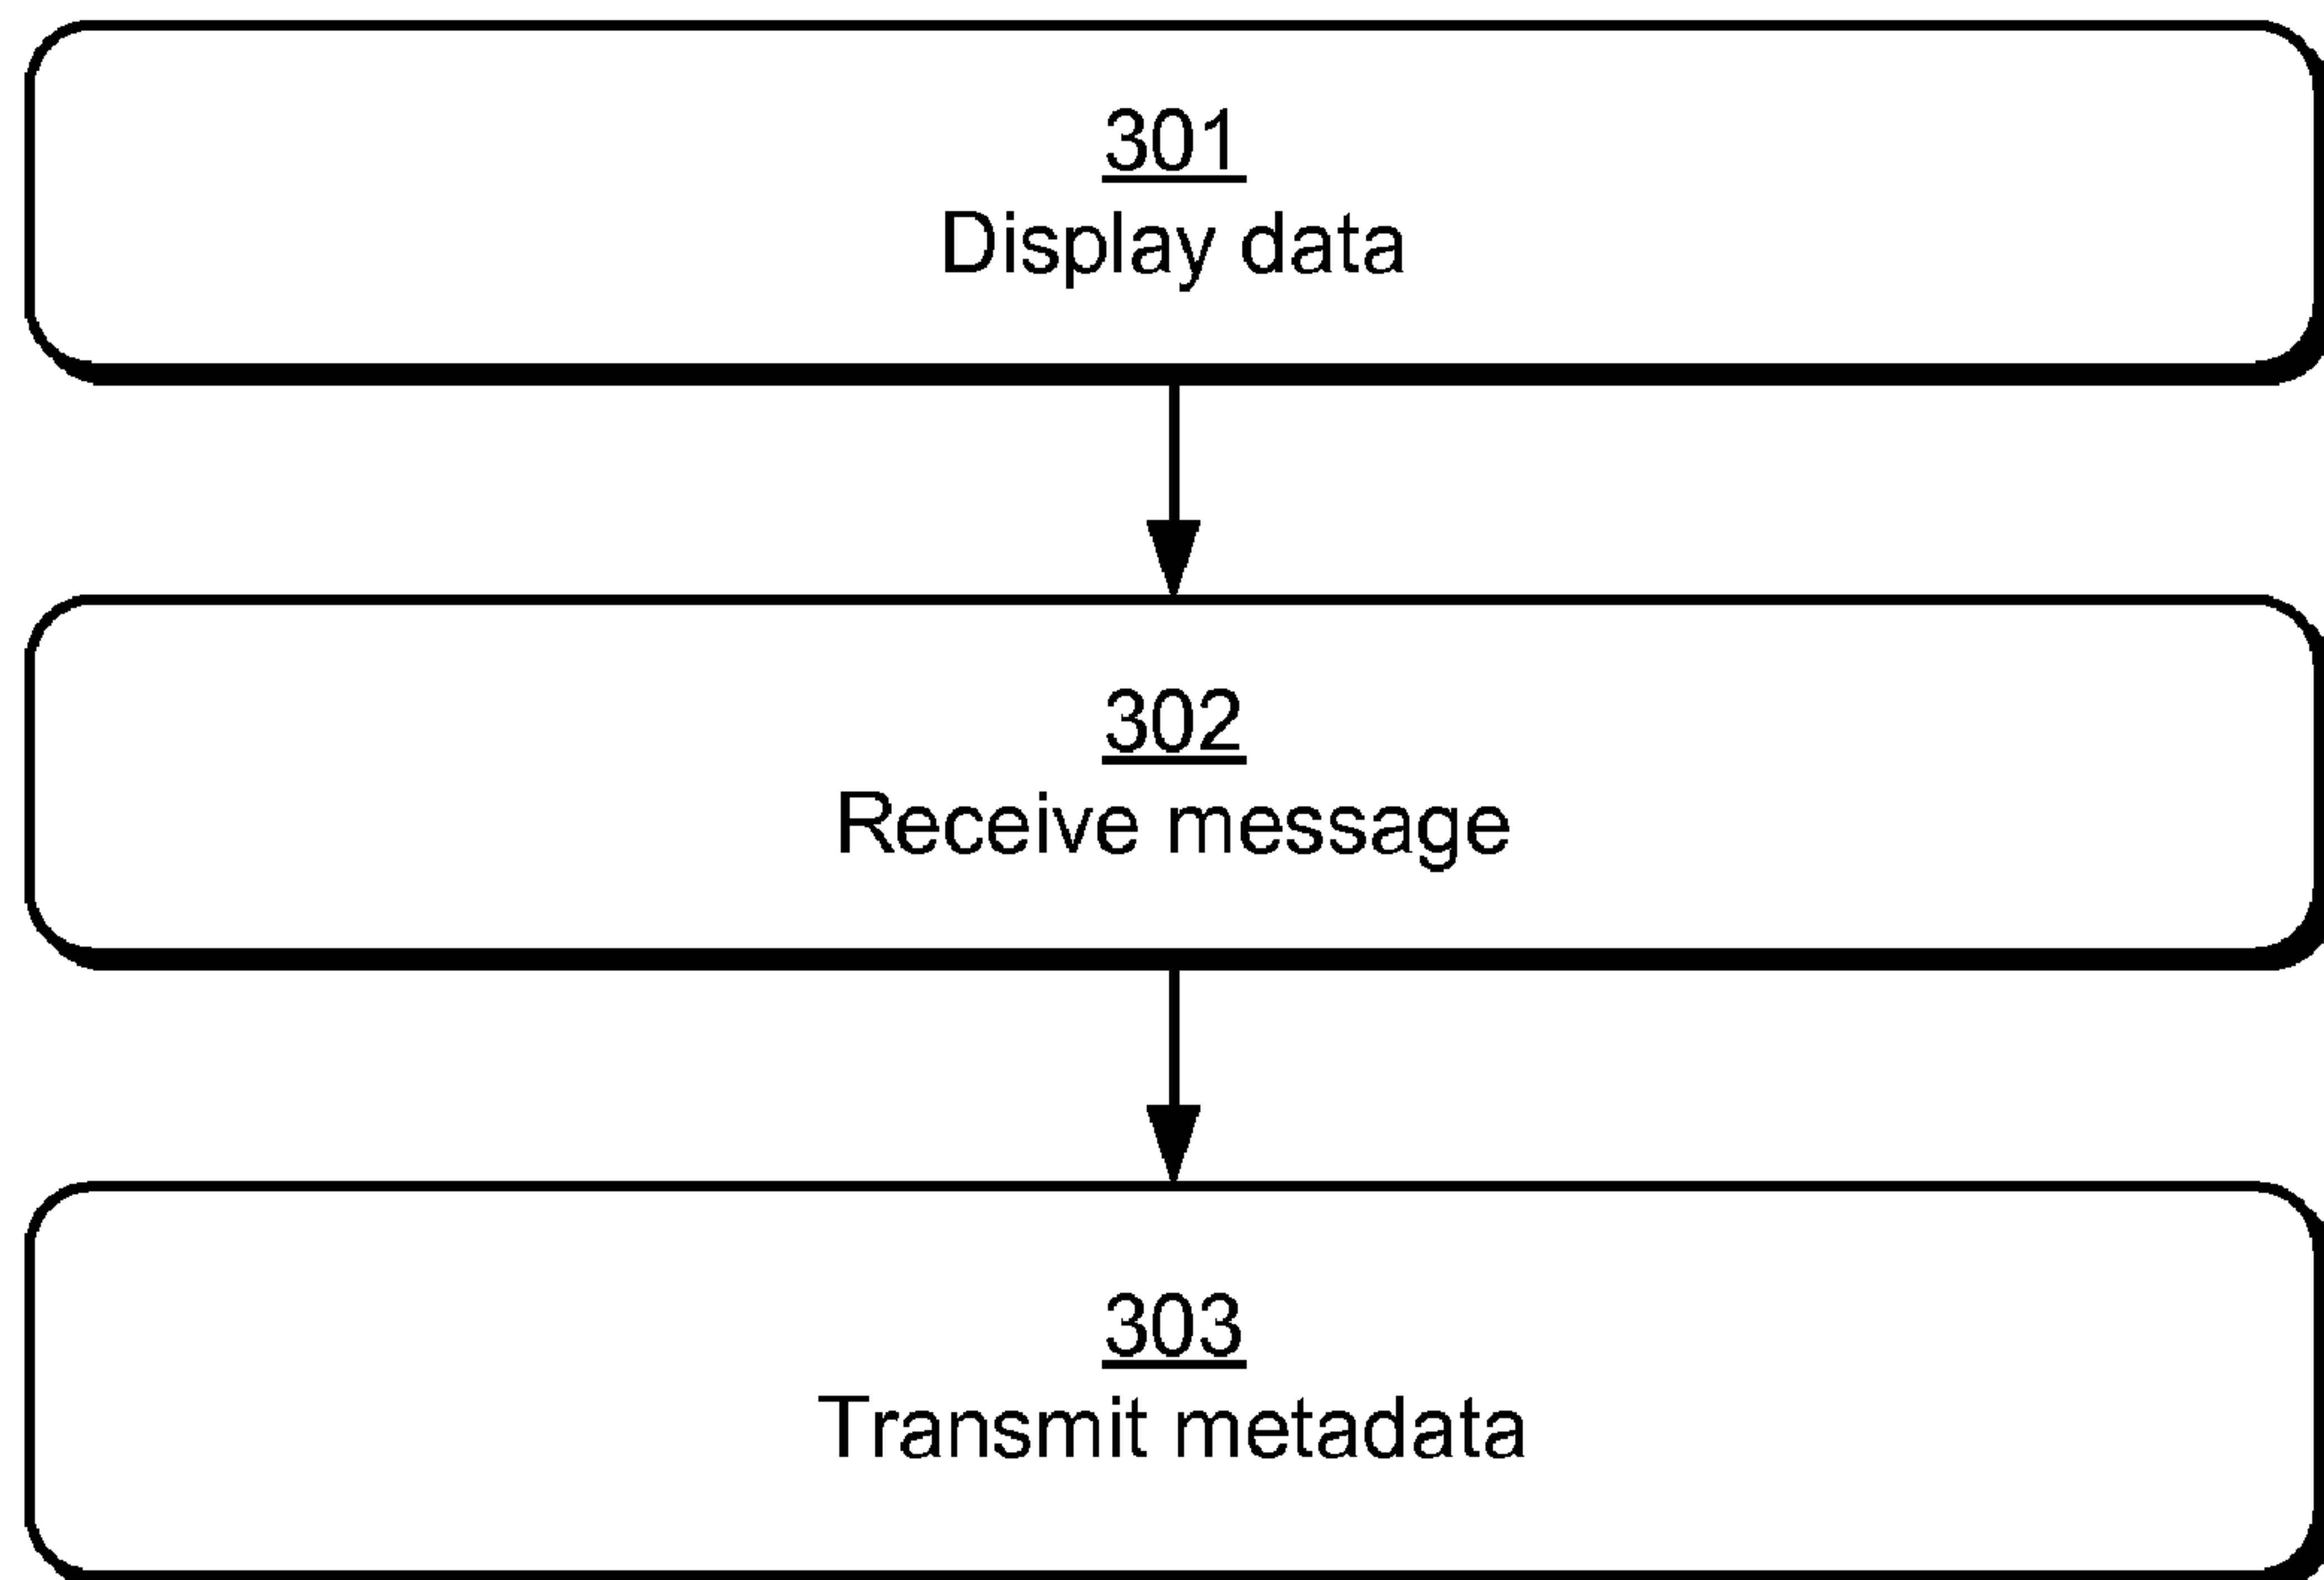 301
Display data
302
Receive message
303
Transmit metadata